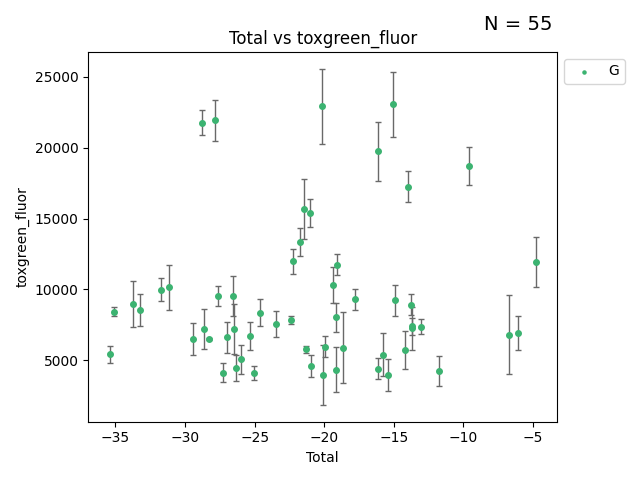 N = 55
Total vs toxgreen_fluor
G
toxgreen_fluor
25000
20000
15000
10000
5000
−35 −30 −25 −20 −15 −10 −5
Total